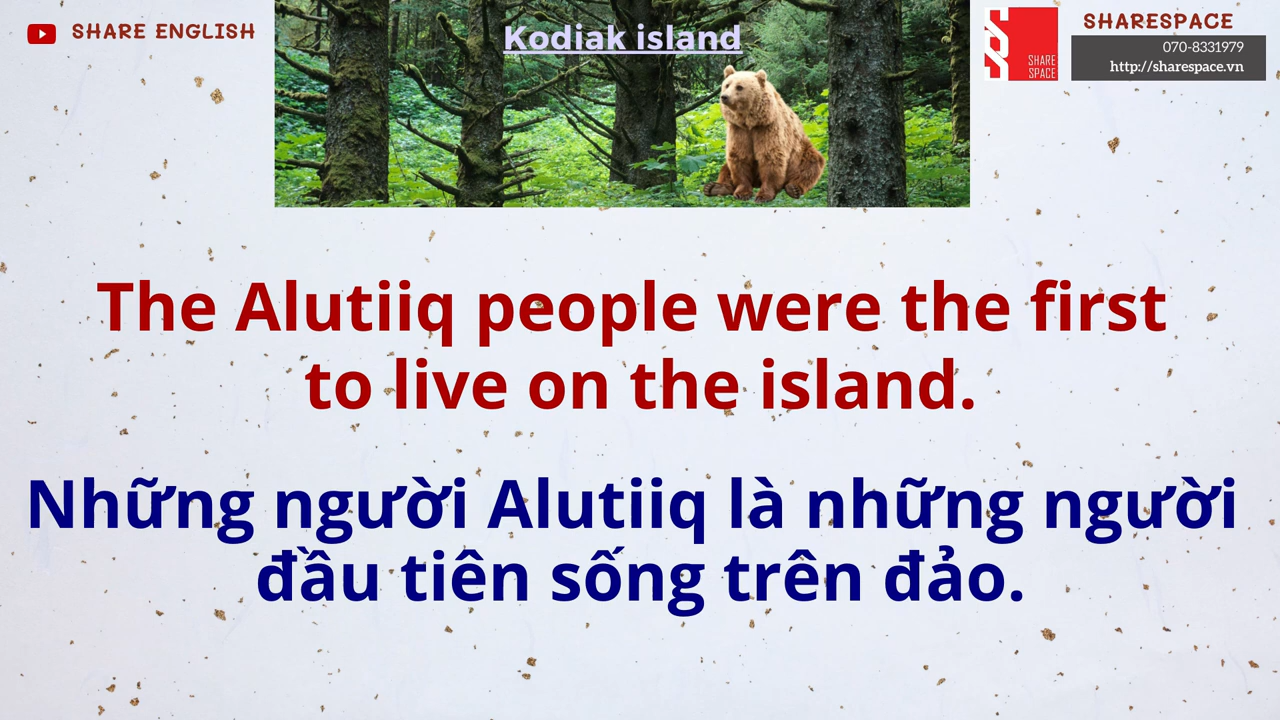 SHARE ENGLISH
Kodiak island
SHARESPACE
070-8331979
http://sharespace.vn
SHARE
SPACE
The Alutiiq people were the first
to live on the island.
Những người Alutiiq là những người
đầu tiên sống trên đảo.